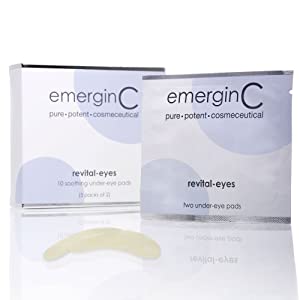 emerginC
pure•potent•cosmeceutical
revital-eyes
10 soothing under-eye pads
(5 packs of 2)
emerginC
pure•potent•cosmeceutical
revital-eyes
two under-eye pads